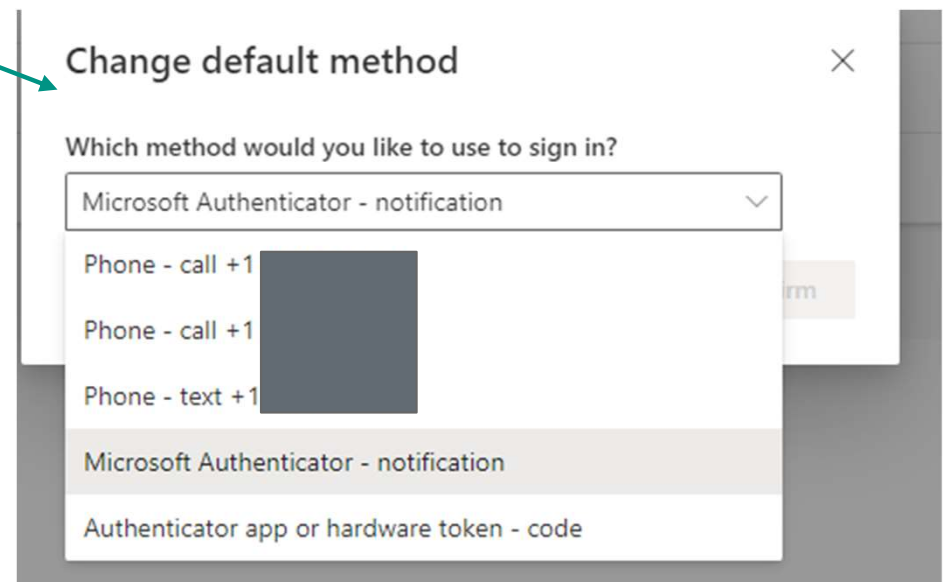 Change default method
Which method would you like to use to sign in?
Microsoft Authenticator - notification
Phone - call +1
Phone - call +1
Phone - text +1
Microsoft Authenticator - notification
Authenticator app or hardware token - code